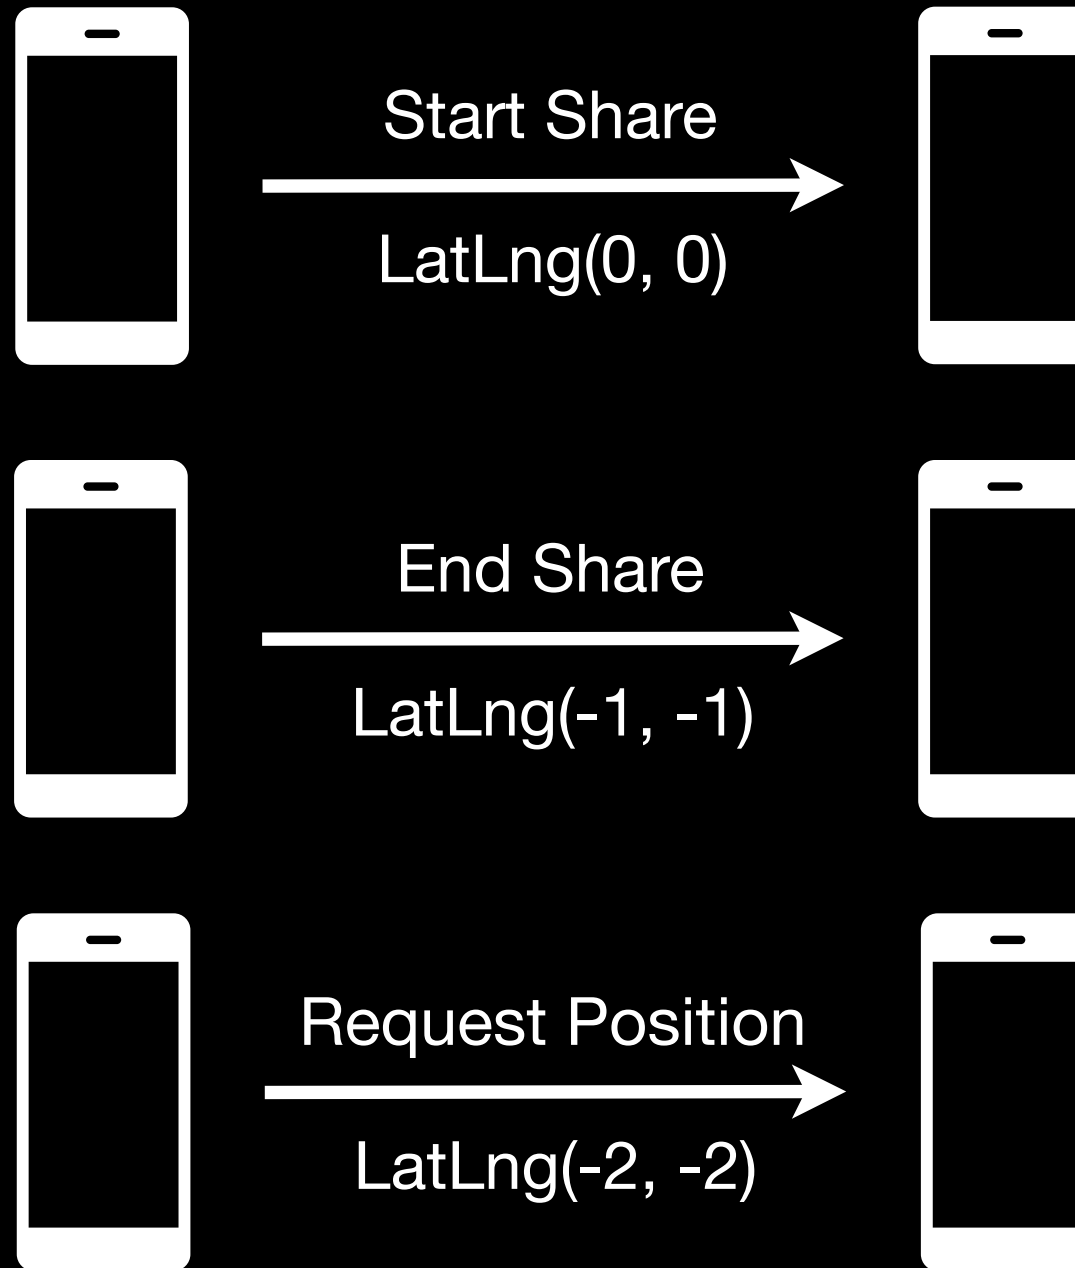 Start Share
LatLng(0, 0)
End Share
LatLng(-1, -1)
Request Position
LatLng(-2, -2)